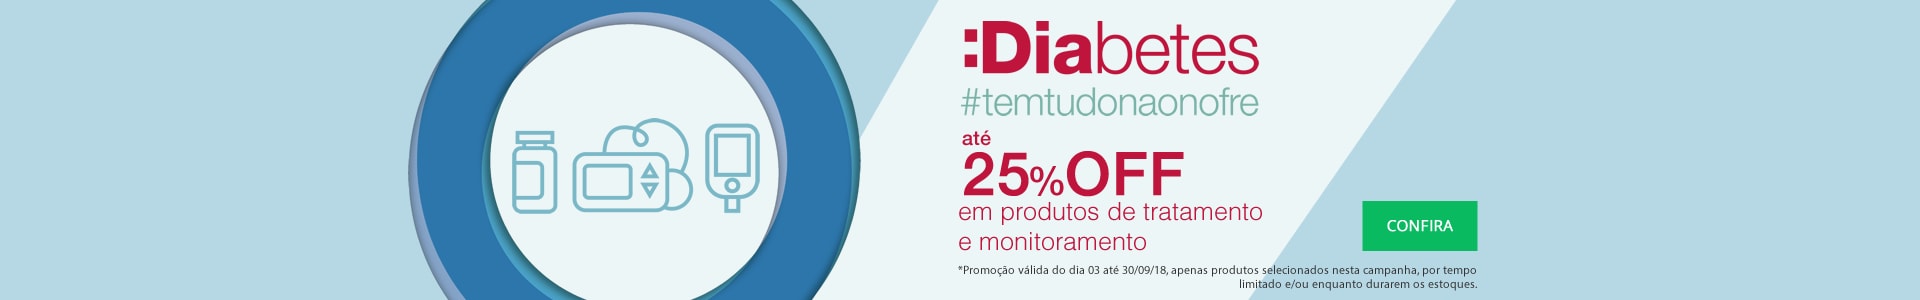 :Diabetes
#temtudonaonofre
até
25%OFF
em produtos de tratamento
e monitoramento
CONFIRA
*Promoção válida do dia 03 até 30/09/18, apenas produtos selecionados nesta campanha, por tempo
limitado e/ou enquanto durarem os estoques.